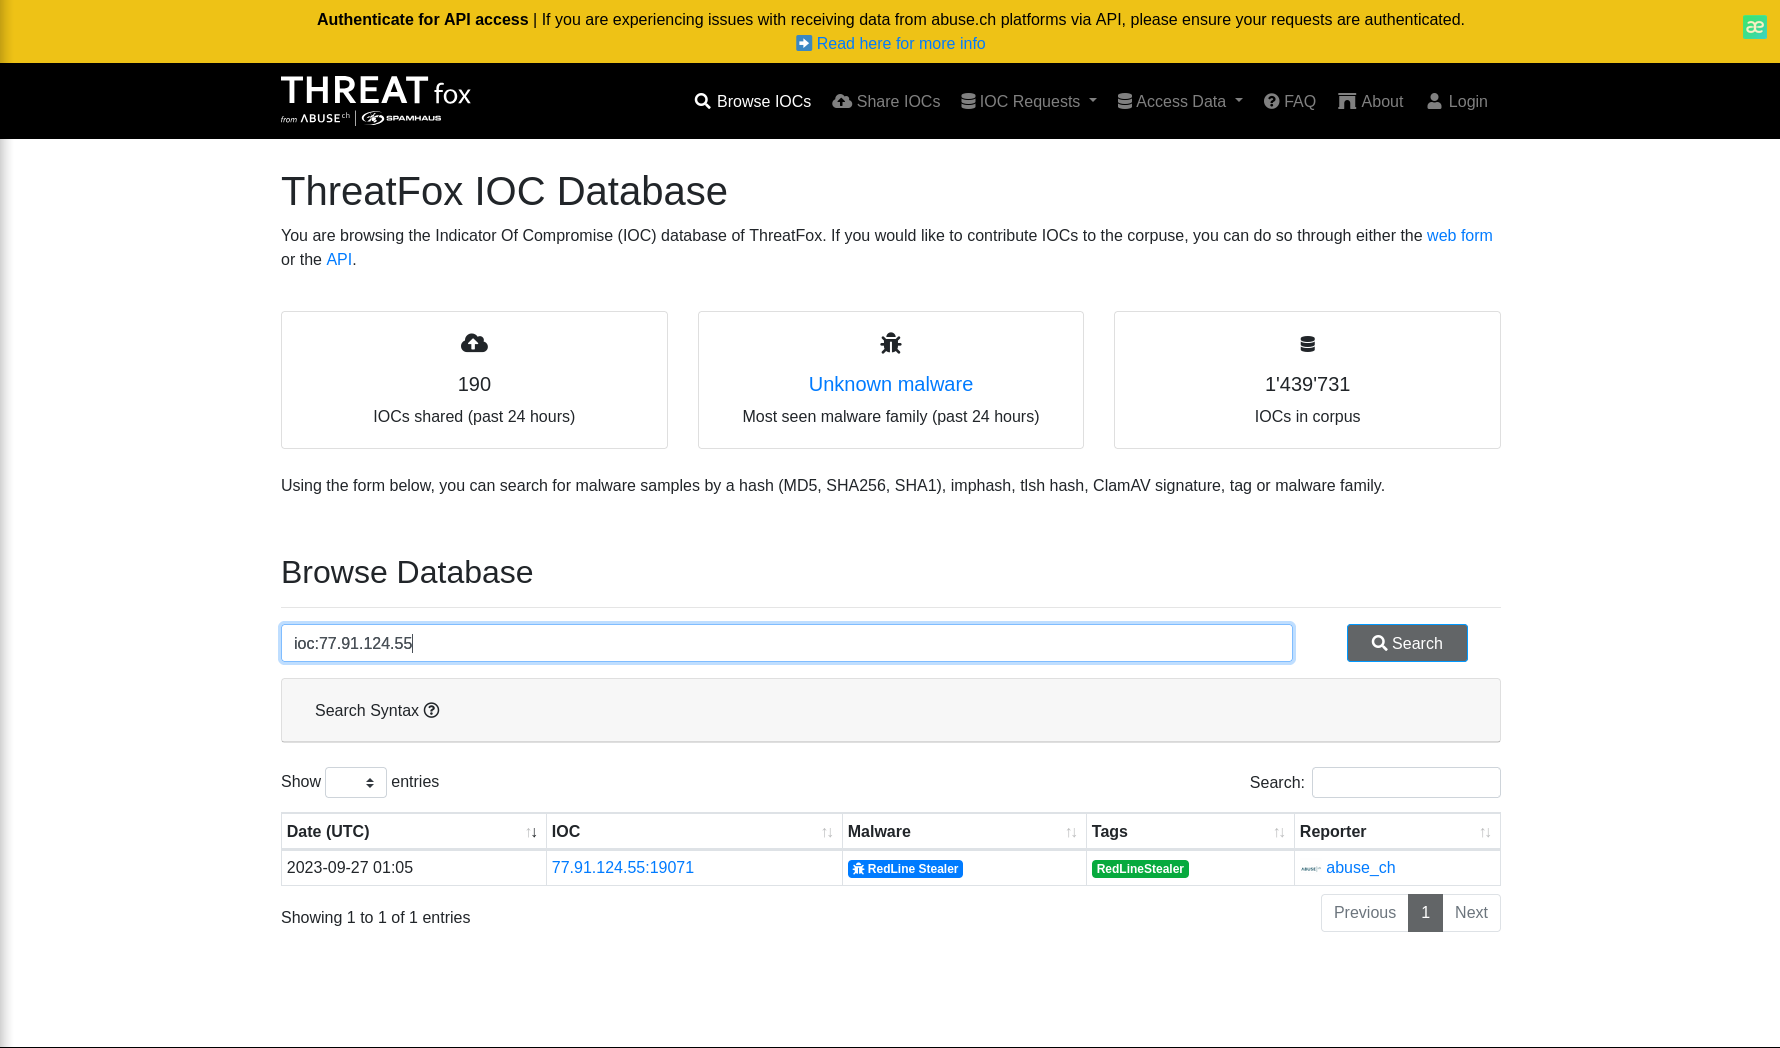 Authenticate for API access | If you are experiencing issues with receiving data from abuse.ch platforms via API, please ensure your requests are authenticated.
➡ Read here for more info
æ
THREAT fox
from ABUSE ch | SPAMHAUS
Browse IOCs Share IOCs IOC Requests Access Data FAQ About Login
ThreatFox IOC Database
You are browsing the Indicator Of Compromise (IOC) database of ThreatFox. If you would like to contribute IOCs to the corpuse, you can do so through either the web form
or the API.
190
IOCs shared (past 24 hours)
Unknown malware
Most seen malware family (past 24 hours)
1'439'731
IOCs in corpus
Using the form below, you can search for malware samples by a hash (MD5, SHA256, SHA1), imphash, tlsh hash, ClamAV signature, tag or malware family.
Browse Database
ioc:77.91.124.55
Search
Search Syntax
Show entries
Search:
Date (UTC) IOC Malware Tags Reporter
2023-09-27 01:05 77.91.124.55:19071 RedLine Stealer RedLineStealer ABUSE abuse_ch
Showing 1 to 1 of 1 entries
Previous 1 Next